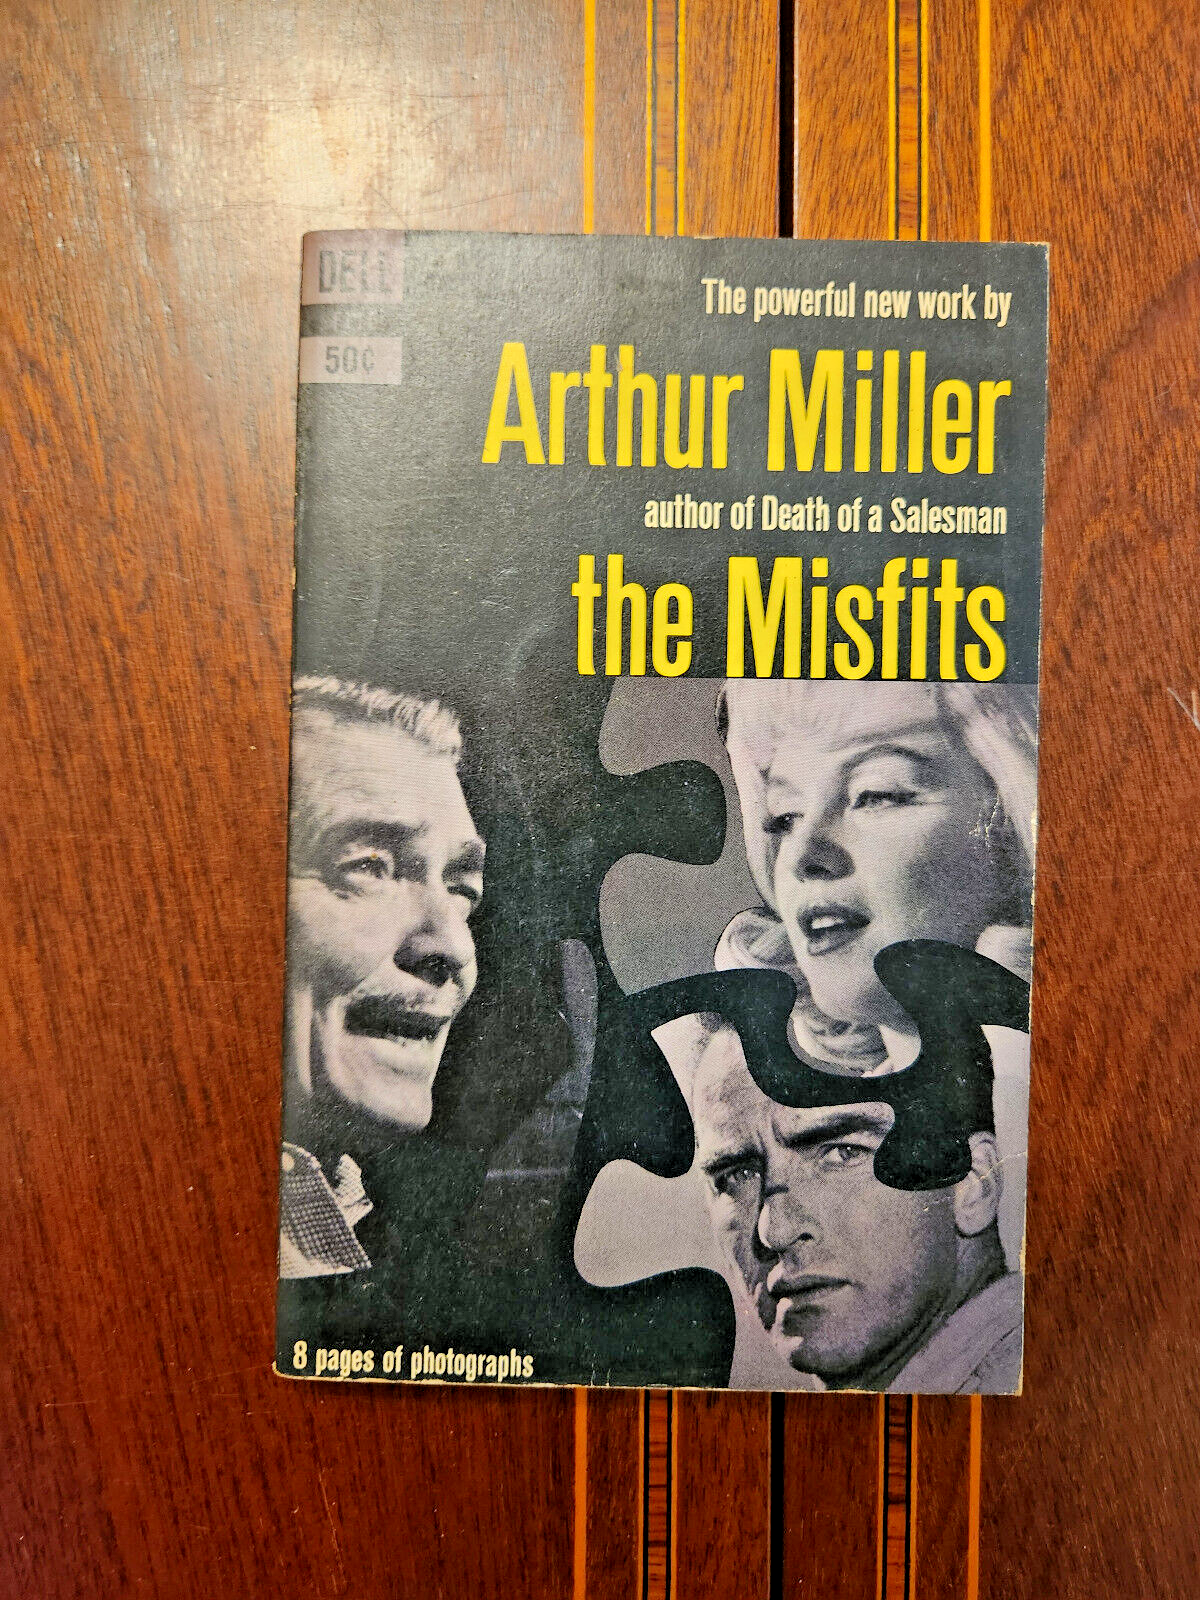 DELL
50¢
The powerful new work by
Arthur Miller
author of Death of a Salesman
the Misfits
8 pages of photographs